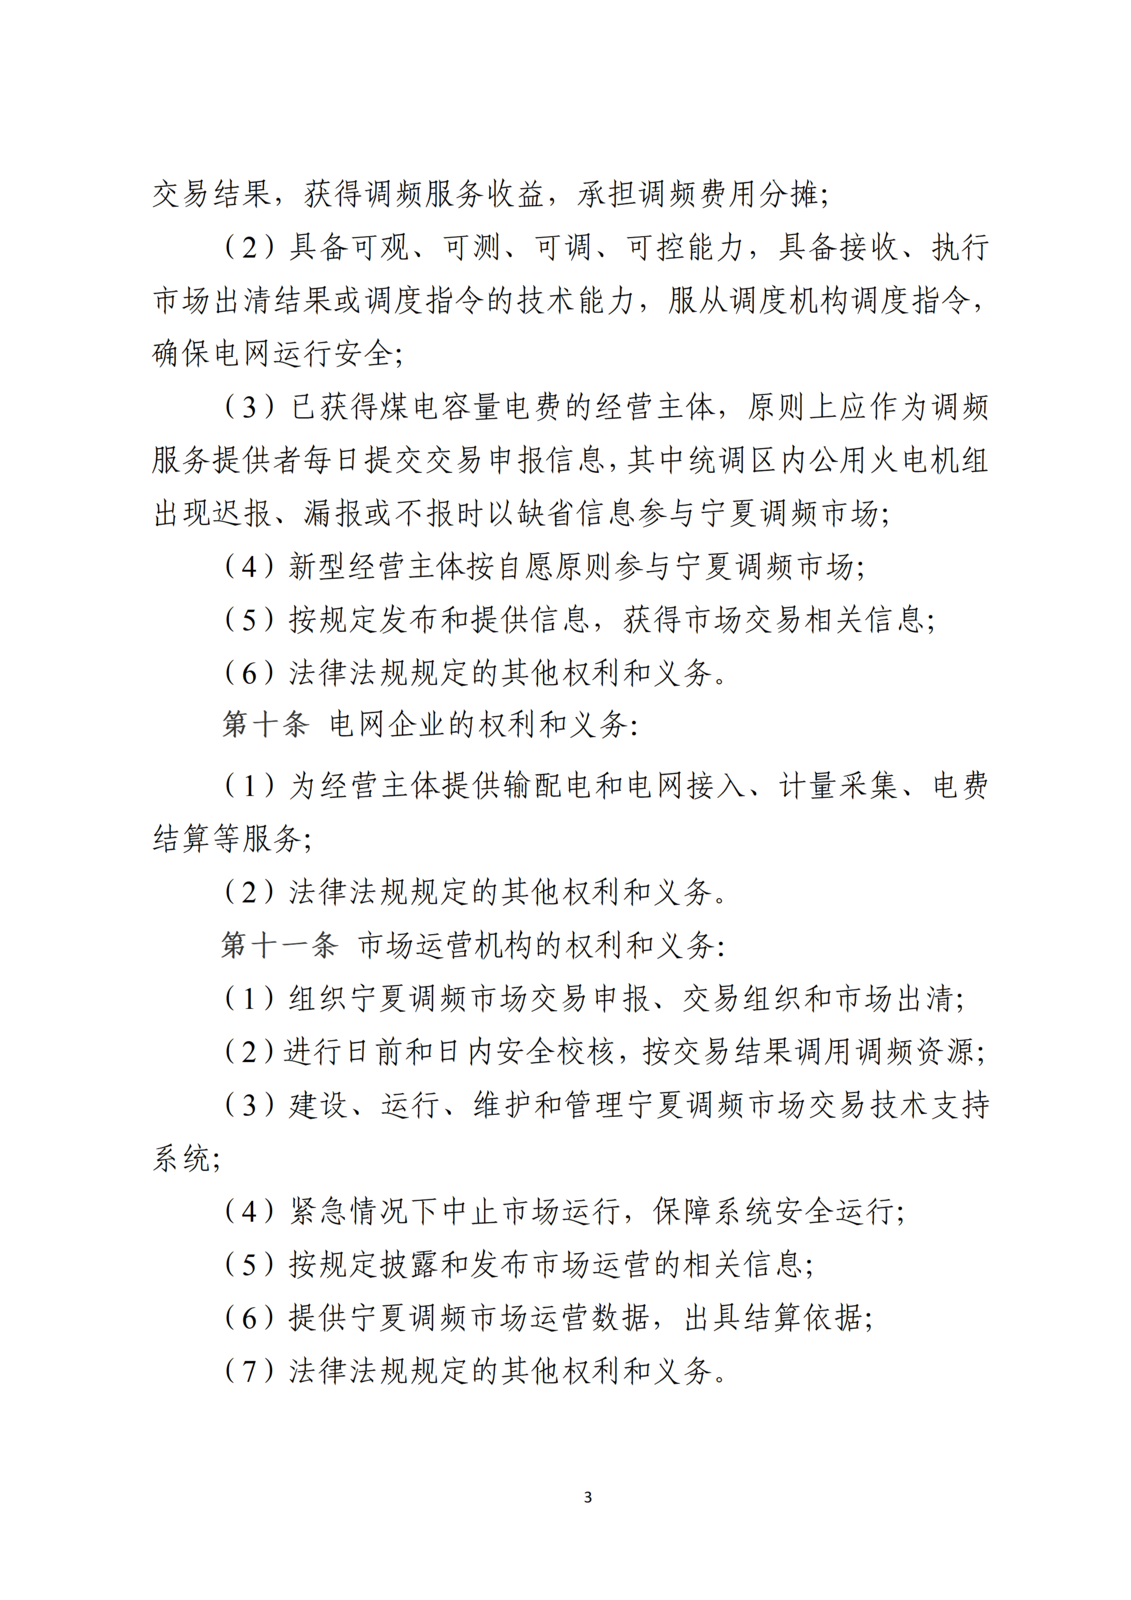 交易结果，获得调频服务收益，承担调频费用分摊；
（2）具备可观、可测、可调、可控能力，具备接收、执行
市场出清结果或调度指令的技术能力，服从调度机构调度指令，
确保电网运行安全；
（3）已获得煤电容量电费的经营主体，原则上应作为调频
服务提供者每日提交交易申报信息，其中统调区内公用火电机组
出现迟报、漏报或不报时以缺省信息参与宁夏调频市场；
（4）新型经营主体按自愿原则参与宁夏调频市场；
（5）按规定发布和提供信息，获得市场交易相关信息；
（6）法律法规规定的其他权利和义务。
第十条 电网企业的权利和义务：
（1）为经营主体提供输配电和电网接入、计量采集、电费
结算等服务；
（2）法律法规规定的其他权利和义务。
第十一条 市场运营机构的权利和义务：
（1）组织宁夏调频市场交易申报、交易组织和市场出清；
（2）进行日前和日内安全校核，按交易结果调用调频资源；
（3）建设、运行、维护和管理宁夏调频市场交易技术支持
系统；
（4）紧急情况下中止市场运行，保障系统安全运行；
（5）按规定披露和发布市场运营的相关信息；
（6）提供宁夏调频市场运营数据，出具结算依据；
（7）法律法规规定的其他权利和义务。
3